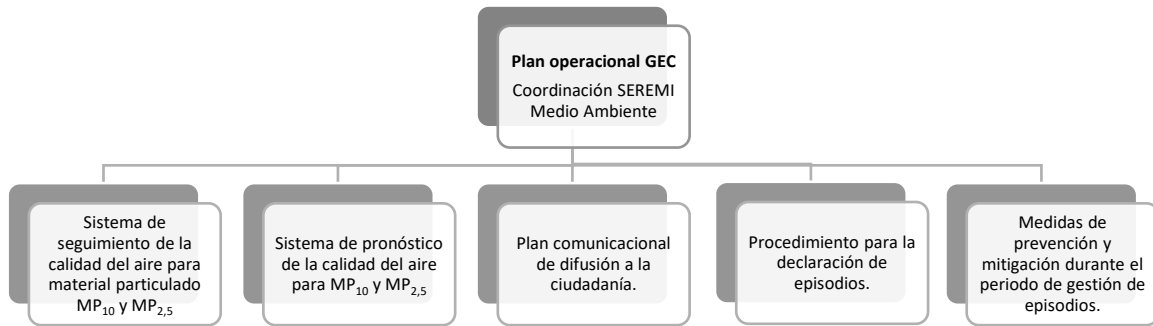 Plan operacional GEC
Coordinación SEREMI
Medio Ambiente
Sistema de
seguimiento de la
calidad del aire para
material particulado
MP₁₀ y MP₂,₅
Sistema de pronóstico
de la calidad del aire
para MP₁₀ y MP₂,₅
Plan comunicacional
de difusión a la
ciudadanía.
Procedimiento para la
declaración de
episodios.
Medidas de
prevención y
mitigación durante el
periodo de gestión de
episodios.